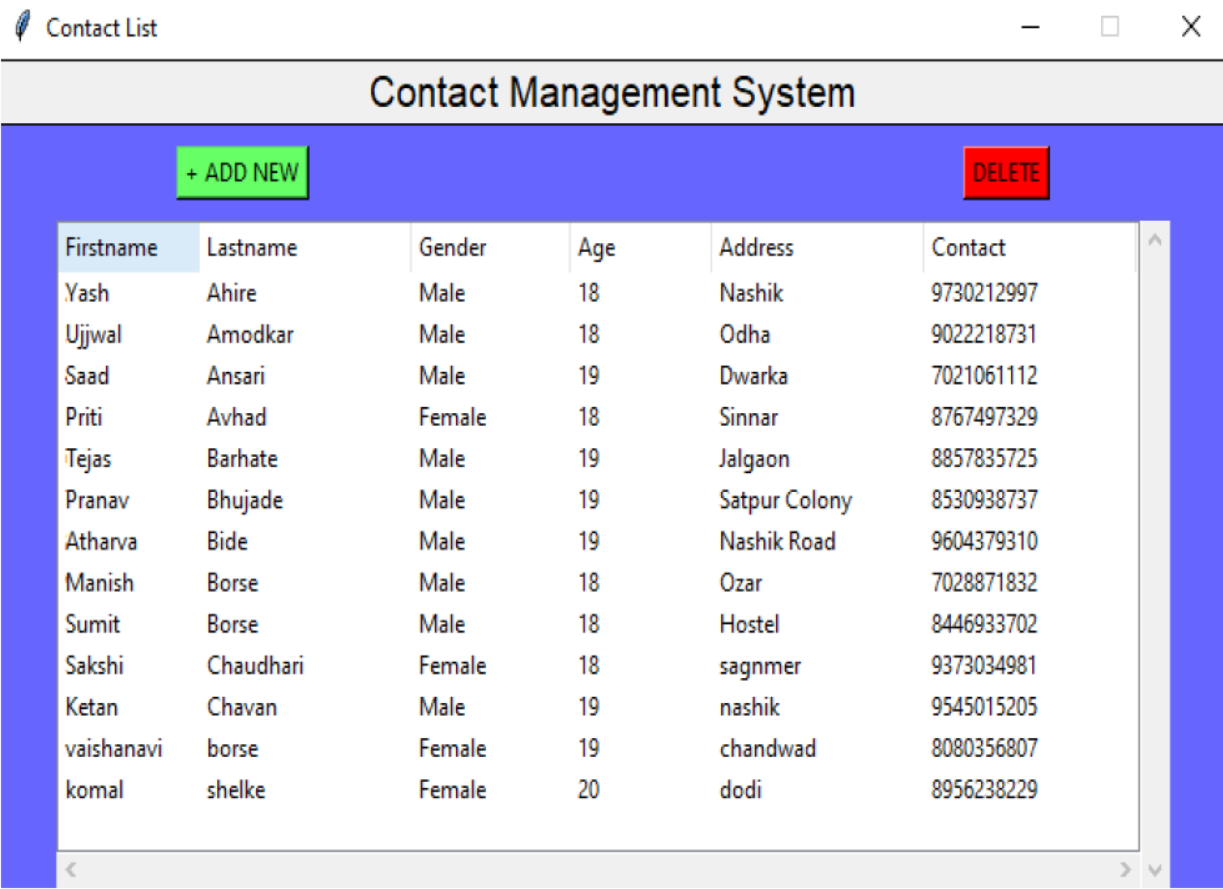 Contact List
Contact Management System
+ ADD NEW DELETE
Firstname Lastname Gender Age Address Contact
Yash Ahire Male 18 Nashik 9730212997
Ujjwal Amodkar Male 18 Odha 9022218731
Saad Ansari Male 19 Dwarka 7021061112
Priti Avhad Female 18 Sinnar 8767497329
Tejas Barhate Male 19 Jalgaon 8857835725
Pranav Bhujade Male 19 Satpur Colony 8530938737
Atharva Bide Male 19 Nashik Road 9604379310
Manish Borse Male 18 Ozar 7028871832
Sumit Borse Male 18 Hostel 8446933702
Sakshi Chaudhari Female 18 sagnmer 9373034981
Ketan Chavan Male 19 nashik 9545015205
vaishanavi borse Female 19 chandwad 8080356807
komal shelke Female 20 dodi 8956238229